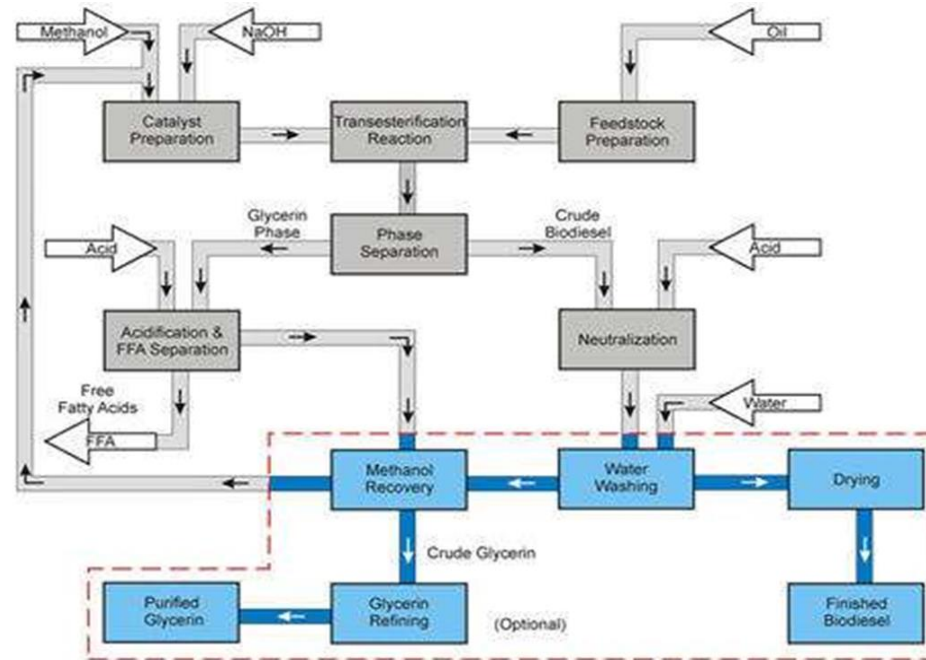 Methanol
NaOH
Oil
Catalyst
Preparation
Transesterification
Reaction
Feedstock
Preparation
Glycerin
Phase
Phase
Separation
Crude
Biodiesel
Acid
Acid
Acidification &
FFA Separation
Neutralization
Free
Fatty Acids
FFA
Water
Methanol
Recovery
Water
Washing
Drying
Crude Glycerin
Purified
Glycerin
Glycerin
Refining
(Optional)
Finished
Biodiesel